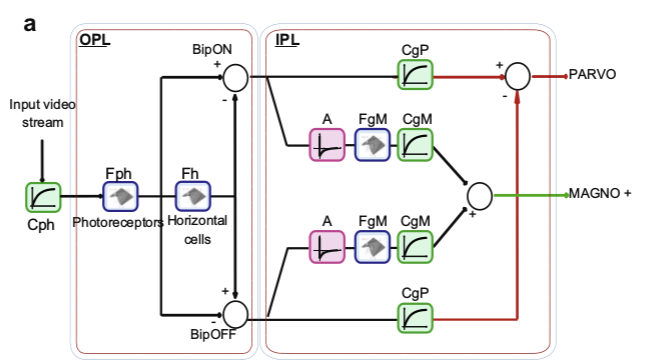 a
OPL
IPL
BipON
CgP
+
+
PARVO
-
-
Input video
stream
A
FgM
CgM
Fph
Fh
MAGNO +
Cph
Photoreceptors
Horizontal
cells
+
A
FgM
CgM
+
CgP
-
BipOFF